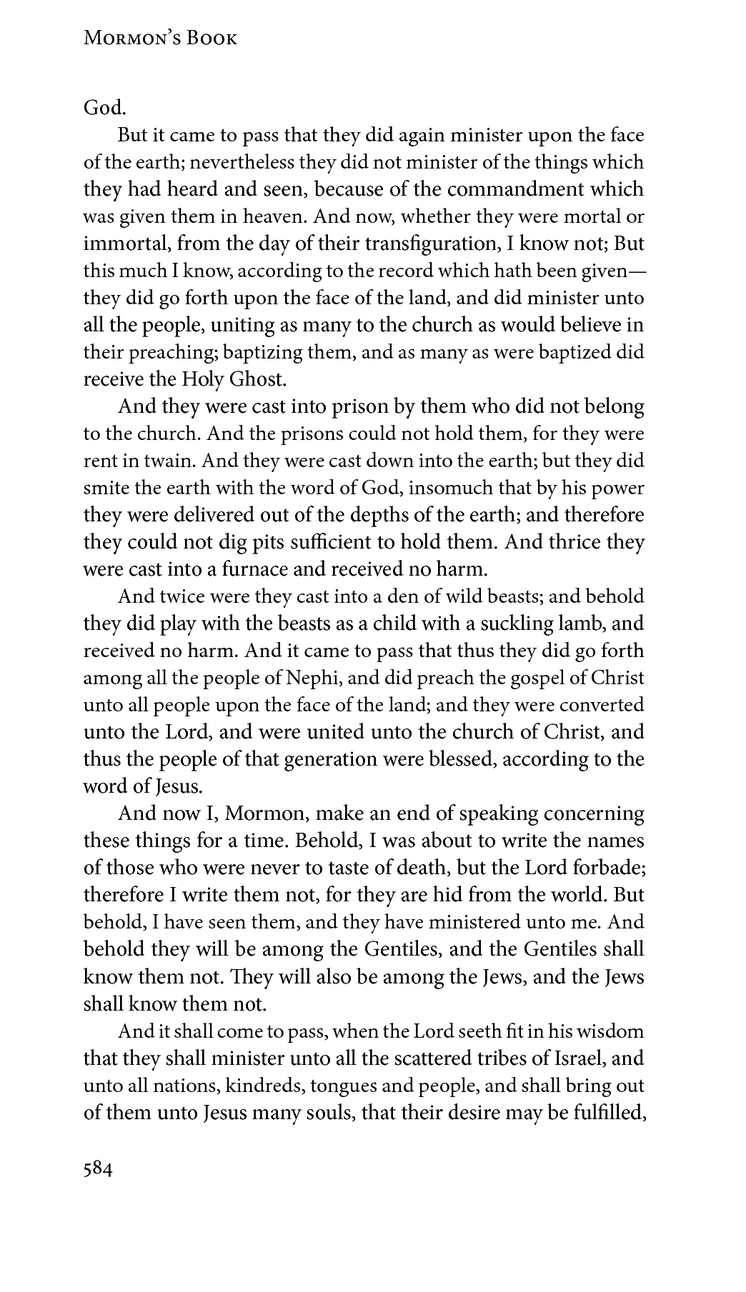 Mormon's Book
God.
But it came to pass that they did again minister upon the face
of the earth; nevertheless they did not minister of the things which
they had heard and seen, because of the commandment which
was given them in heaven. And now, whether they were mortal or
immortal, from the day of their transfiguration, I know not; But
this much I know, according to the record which hath been given—
they did go forth upon the face of the land, and did minister unto
all the people, uniting as many to the church as would believe in
their preaching; baptizing them, and as many as were baptized did
receive the Holy Ghost.
And they were cast into prison by them who did not belong
to the church. And the prisons could not hold them, for they were
rent in twain. And they were cast down into the earth; but they did
smite the earth with the word of God, insomuch that by his power
they were delivered out of the depths of the earth; and therefore
they could not dig pits sufficient to hold them. And thrice they
were cast into a furnace and received no harm.
And twice were they cast into a den of wild beasts; and behold
they did play with the beasts as a child with a suckling lamb, and
received no harm. And it came to pass that thus they did go forth
among all the people of Nephi, and did preach the gospel of Christ
unto all people upon the face of the land; and they were converted
unto the Lord, and were united unto the church of Christ, and
thus the people of that generation were blessed, according to the
word of Jesus.
And now I, Mormon, make an end of speaking concerning
these things for a time. Behold, I was about to write the names
of those who were never to taste of death, but the Lord forbade;
therefore I write them not, for they are hid from the world. But
behold, I have seen them, and they have ministered unto me. And
behold they will be among the Gentiles, and the Gentiles shall
know them not. They will also be among the Jews, and the Jews
shall know them not.
And it shall come to pass, when the Lord seeth fit in his wisdom
that they shall minister unto all the scattered tribes of Israel, and
unto all nations, kindreds, tongues and people, and shall bring out
of them unto Jesus many souls, that their desire may be fulfilled,
584